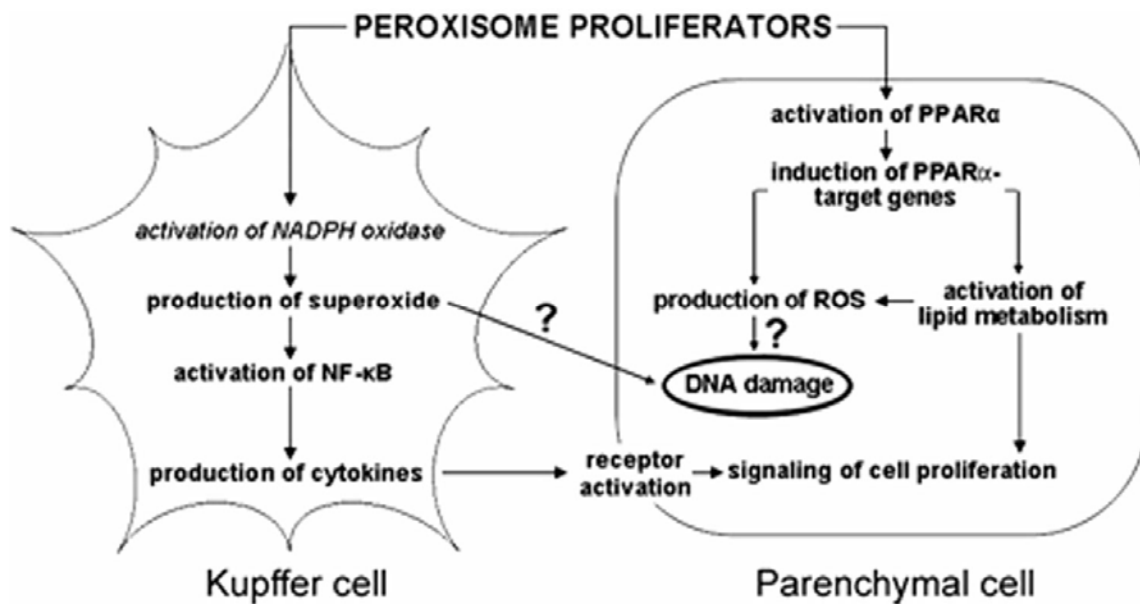 PEROXISOME PROLIFERATORS
activation of NADPH oxidase
production of superoxide
?
activation of NF-κB
production of cytokines
Kupffer cell
activation of PPARα
induction of PPARα-
target genes
production of ROS
activation of
lipid metabolism
?
DNA damage
receptor
activation
signaling of cell proliferation
Parenchymal cell